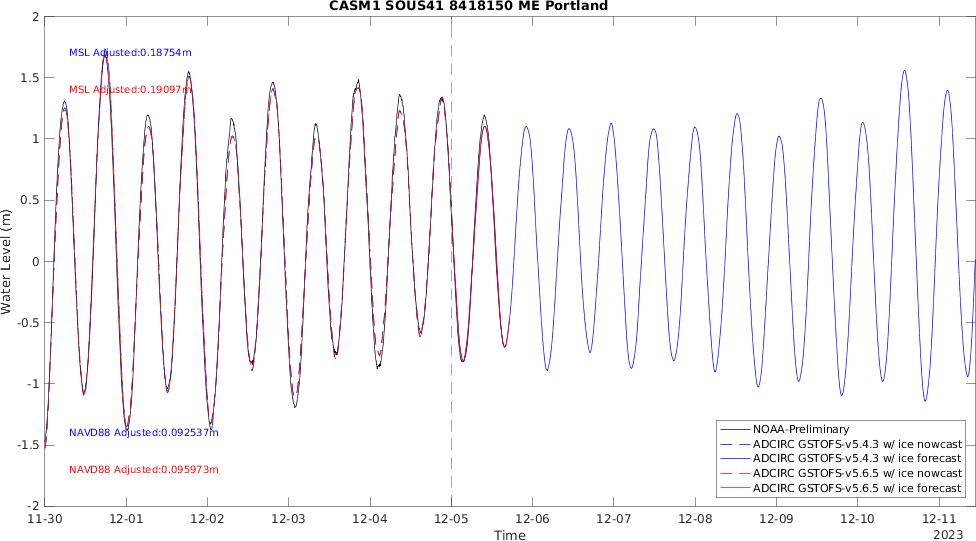 CASM1 SOUS41 8418150 ME Portland
MSL Adjusted:0.18754m
MSL Adjusted:0.19097m
NAVD88 Adjusted:0.092537m
NAVD88 Adjusted:0.095973m
Water Level (m)
2
1.5
1
0.5
0
-0.5
-1
-1.5
-2
NOAA-Preliminary
ADCIRC GSTOFS-v5.4.3 w/ ice nowcast
ADCIRC GSTOFS-v5.4.3 w/ ice forecast
ADCIRC GSTOFS-v5.6.5 w/ ice nowcast
ADCIRC GSTOFS-v5.6.5 w/ ice forecast
11-30 12-01 12-02 12-03 12-04 12-05 12-06 12-07 12-08 12-09 12-10 12-11
Time
2023